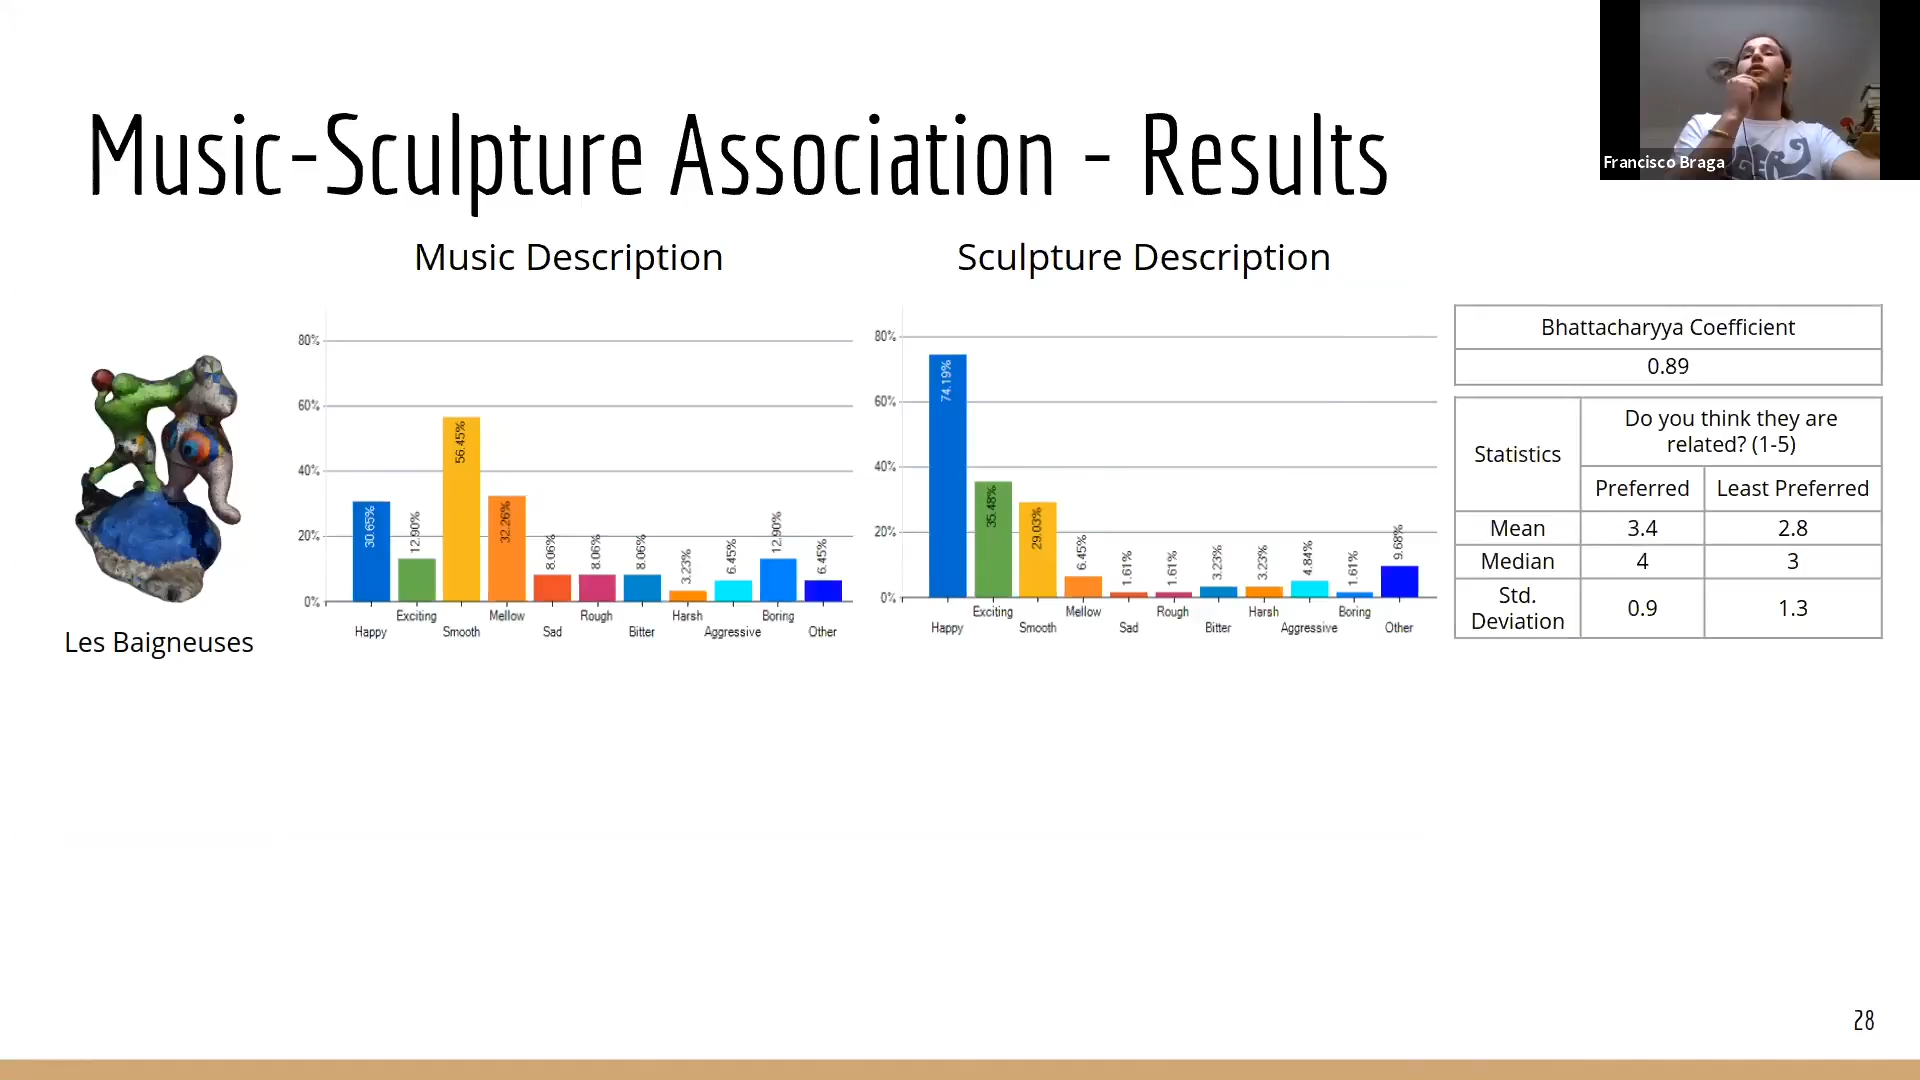 Music-Sculpture Association - Results
Francisco Braga
Music Description
Sculpture Description
80%
60%
40%
20%
0%
30.65%
12.90%
56.45%
32.26%
8.06%
8.06%
8.06%
3.23%
6.45%
12.90%
6.45%
Happy
Exciting
Smooth
Mellow
Sad
Rough
Bitter
Harsh
Aggressive
Boring
Other
80%
60%
40%
20%
0%
74.19%
35.48%
29.03%
6.45%
1.61%
1.61%
3.23%
3.23%
4.84%
1.61%
9.68%
Happy
Exciting
Smooth
Mellow
Sad
Rough
Bitter
Harsh
Aggressive
Boring
Other
Les Baigneuses
Bhattacharyya Coefficient
0.89
Statistics
Do you think they are
related? (1-5)
Preferred Least Preferred
Mean 3.4 2.8
Median 4 3
Std.
Deviation 0.9 1.3
28